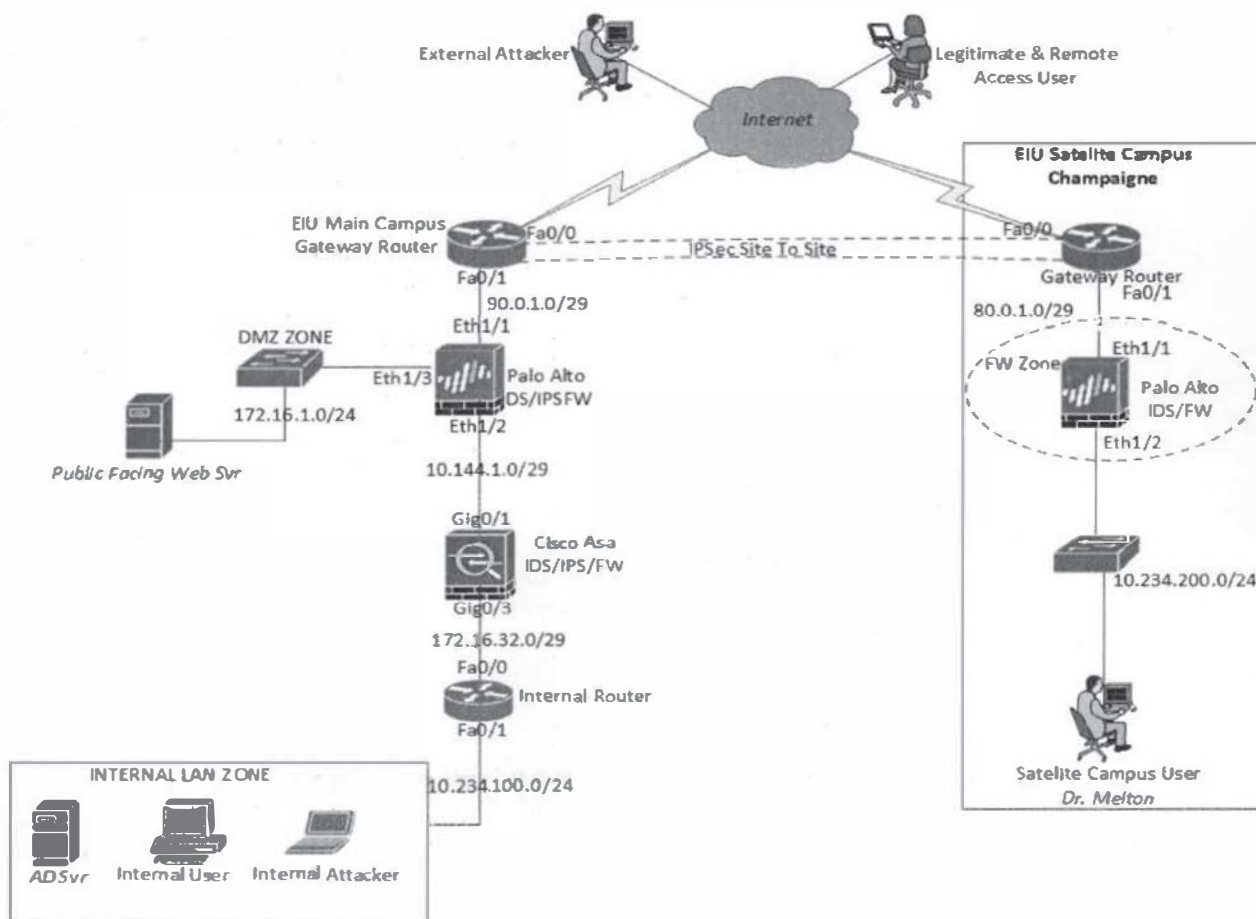 External Attacker
Legitimate & Remote
Access User
Internet
EIU Satelite Campus
Champaigne
EIU Main Campus
Gateway Router
Fa0/0
IPSec Site To Site
Fa0/0
Fa0/1
Gateway Router
Fa0/1
90.0.1.0/29
80.0.1.0/29
Eth1/1
DMZ ZONE
Eth1/3
Palo Alto
DS/IPSFW
Eth1/2
172.16.1.0/24
Public Facing Web Svr
FW Zone
Eth1/1
Palo Alto
IDS/FW
Eth1/2
10.144.1.0/29
Gig0/1
Cisco Asa
IDS/IPS/FW
Gig0/3
172.16.32.0/29
Fa0/0
Internal Router
Fa0/1
10.234.200.0/24
Satelite Campus User
Dr. Melton
INTERNAL LAN ZONE
10.234.100.0/24
ADSvr
Internal User
Internal Attacker